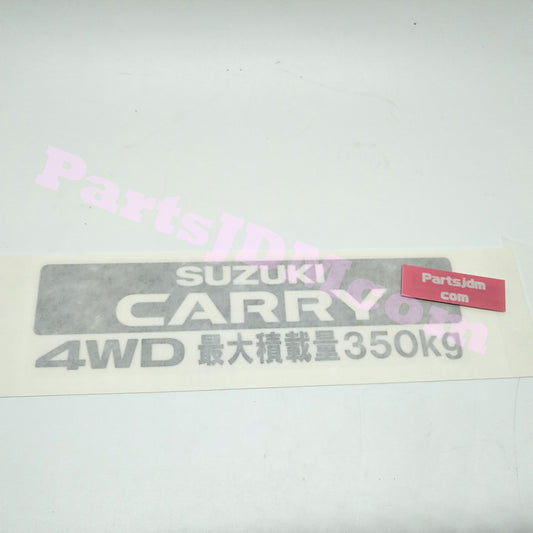 PartsJDM.com
SUZUKI
CARRY
4WD 最大積載量350kg
Partsjdm
com